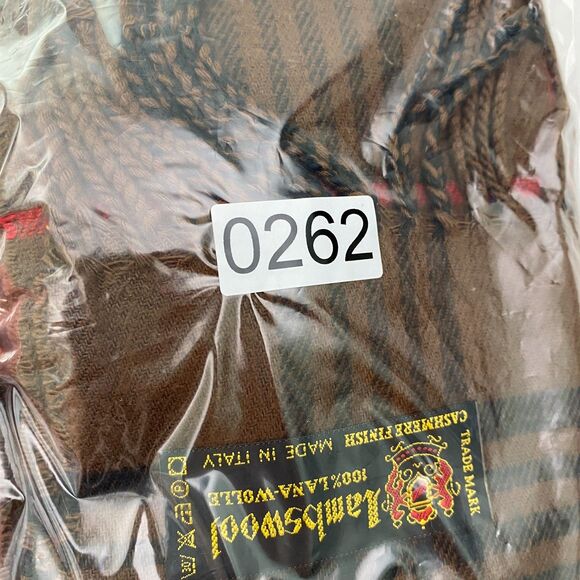 0262
TRADE MARK
CASHMERE FINISH
MADE IN ITALY
Lambswool
100% LANA-WOLLE